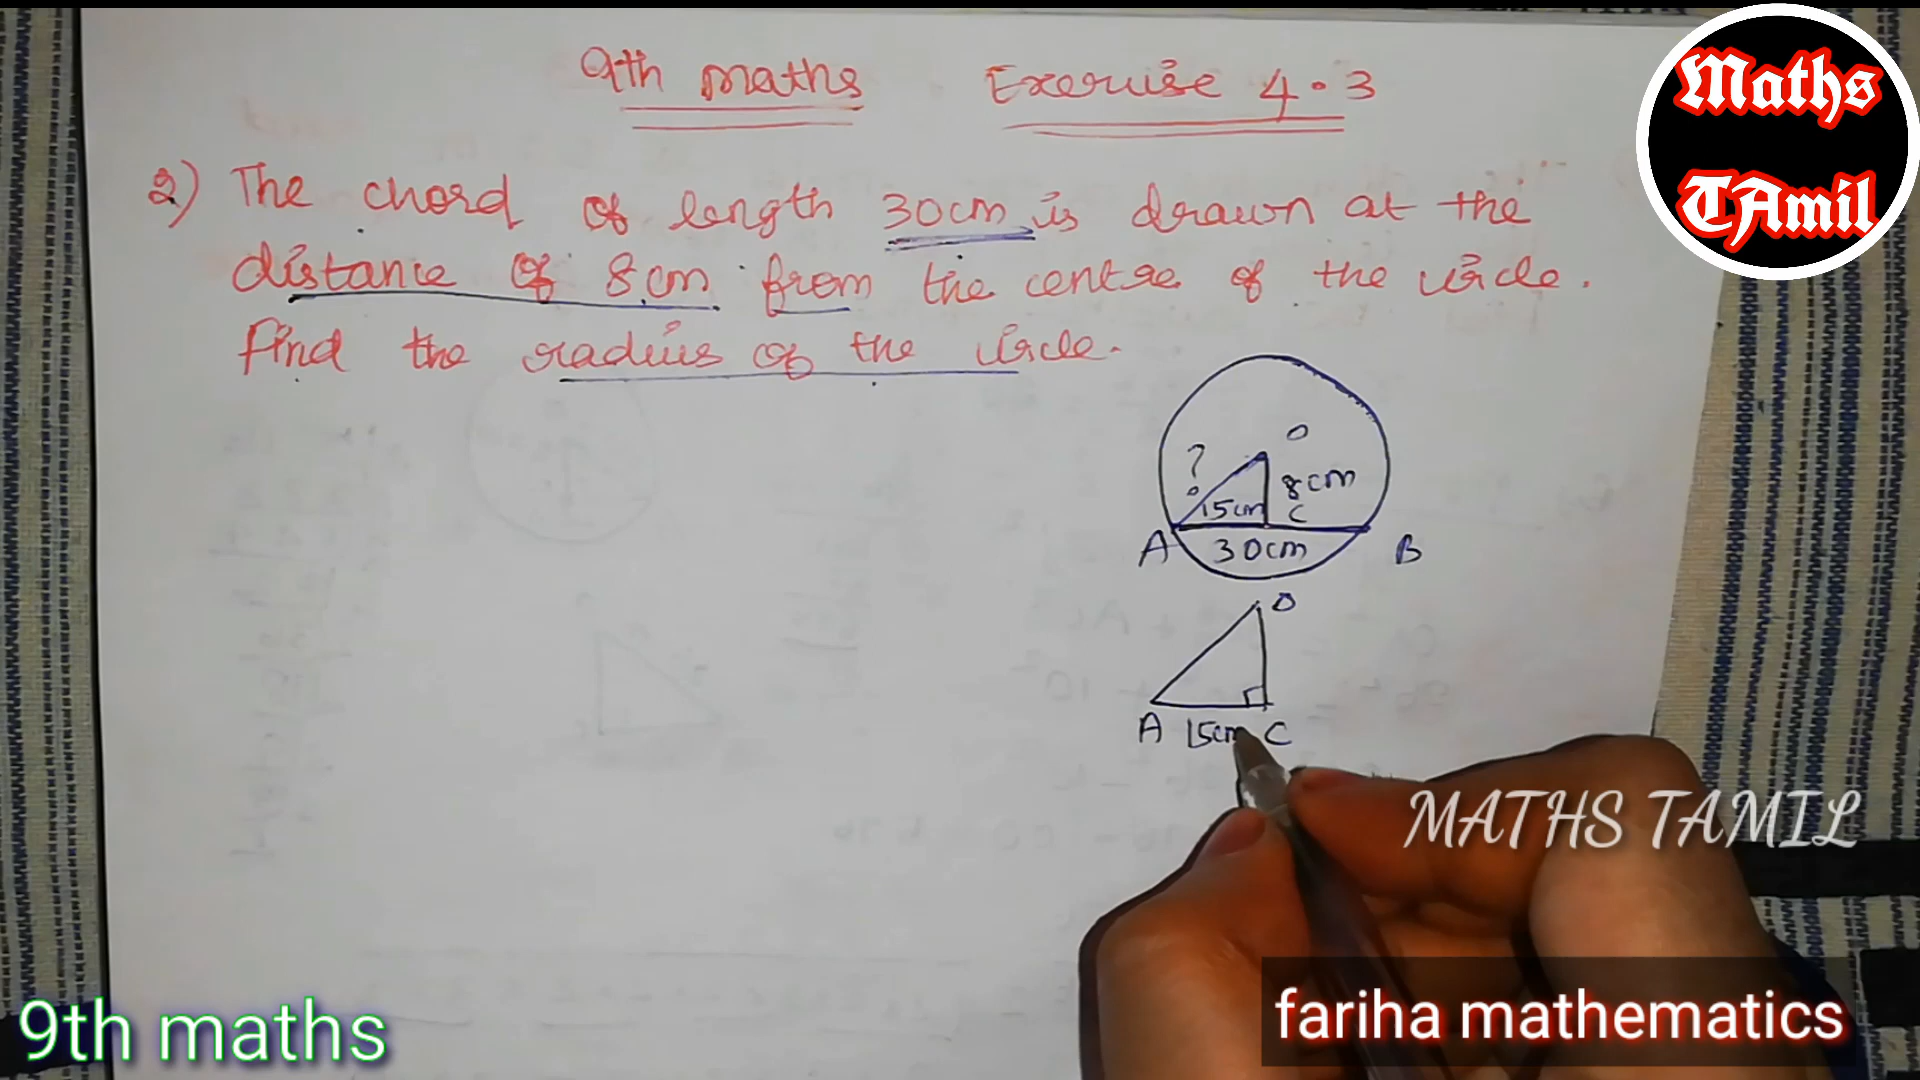 9th maths Exercise 4.3
Maths
TAmil
2) The chord of length 30cm is drawn at the
distance of 8cm from the centre of the circle.
Find the radius of the circle.
O
?
8cm
15cm C
A 30cm B
O
A 15cm C
MATHS TAMIL
9th maths
fariha mathematics